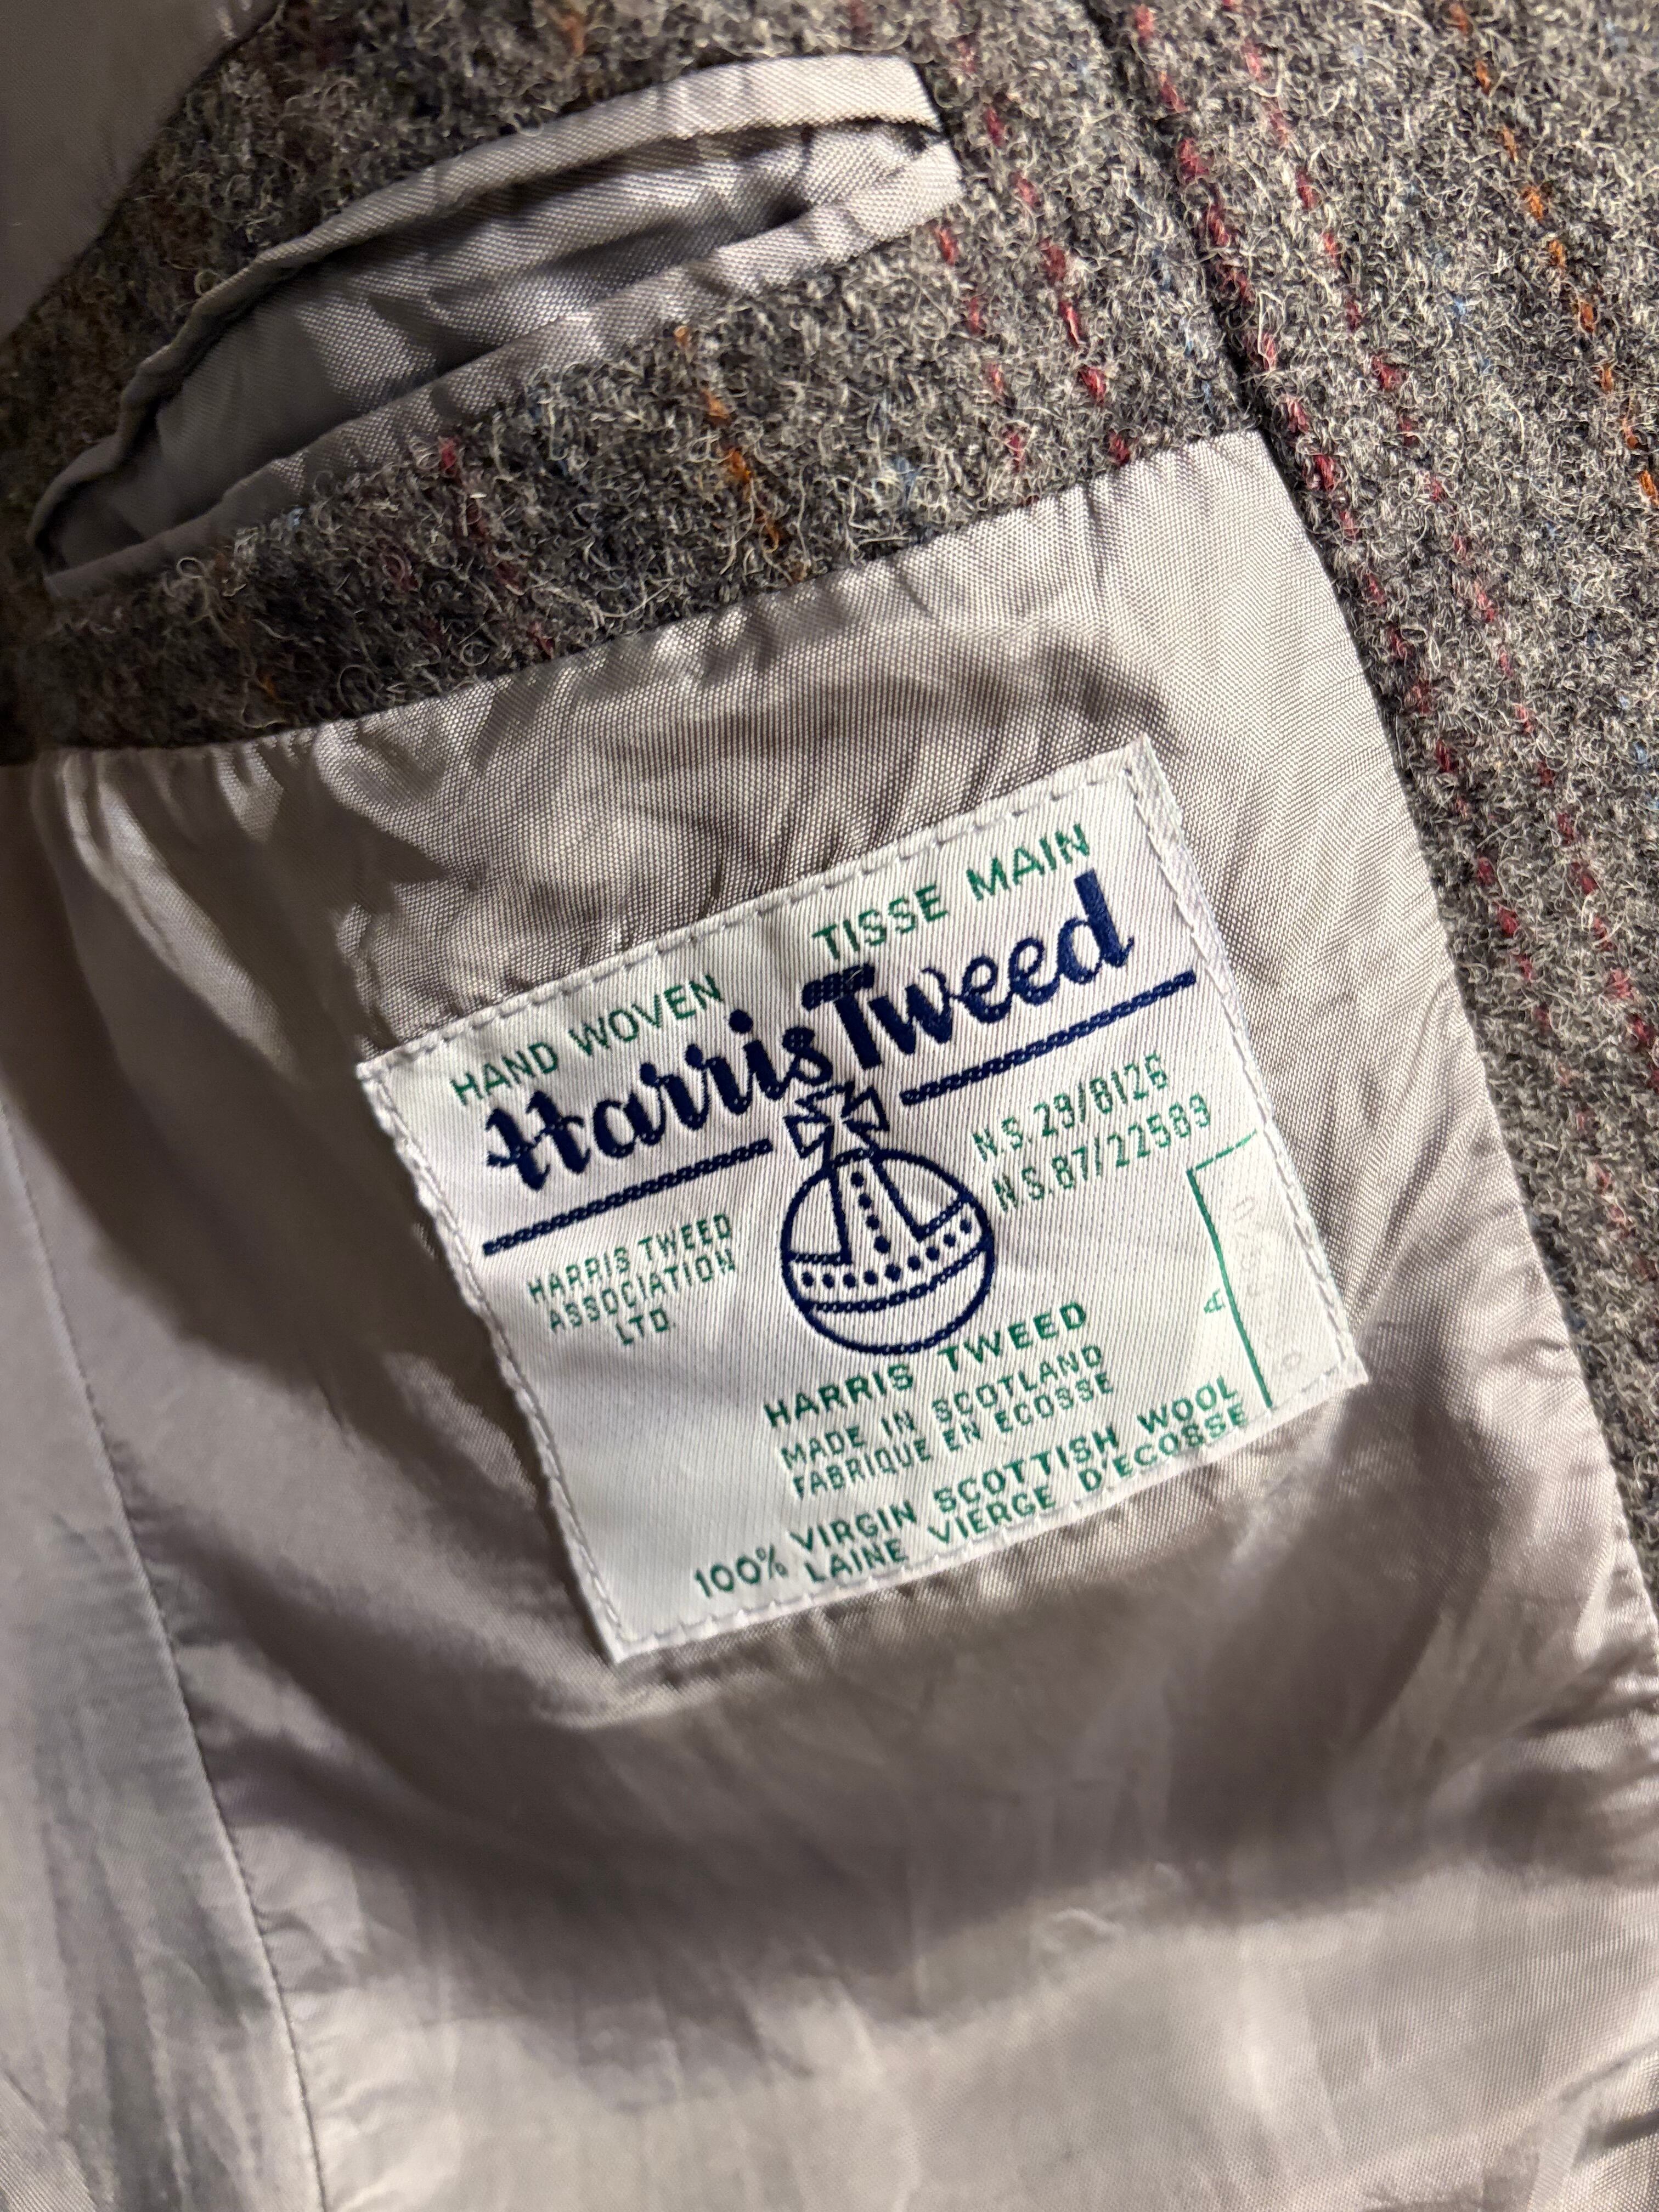 HAND WOVEN TISSE MAIN
Harris Tweed
N.S. 29/8126
N.S. 87/22589
HARRIS TWEED
ASSOCIATION
LTD.
HARRIS TWEED
MADE IN SCOTLAND
FABRIQUE EN ECOSSE
A
100% VIRGIN SCOTTISH WOOL
LAINE VIERGE D'ECOSSE